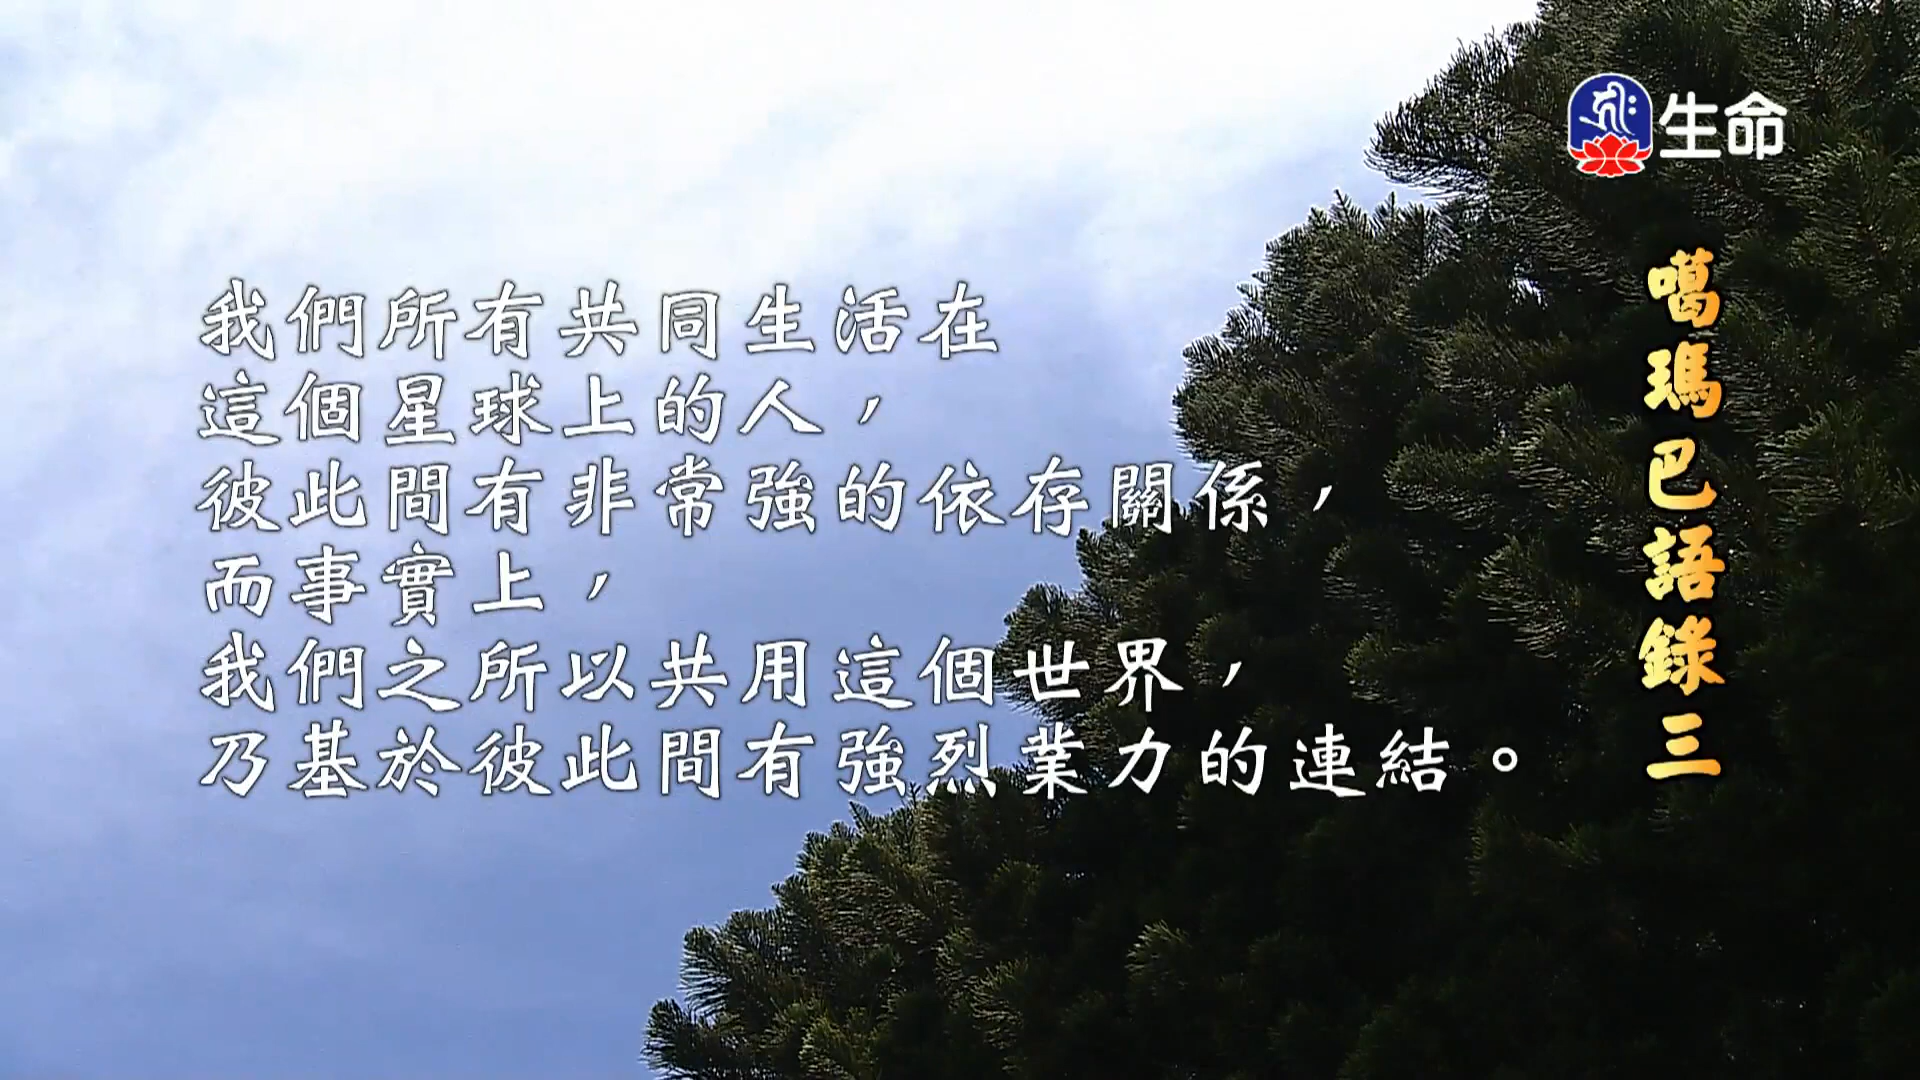 生命
噶瑪巴語錄三
我們所有共同生活在
這個星球上的人，
彼此間有非常強的依存關係，
而事實上，
我們之所以共用這個世界，
乃基於彼此間有強烈業力的連結。